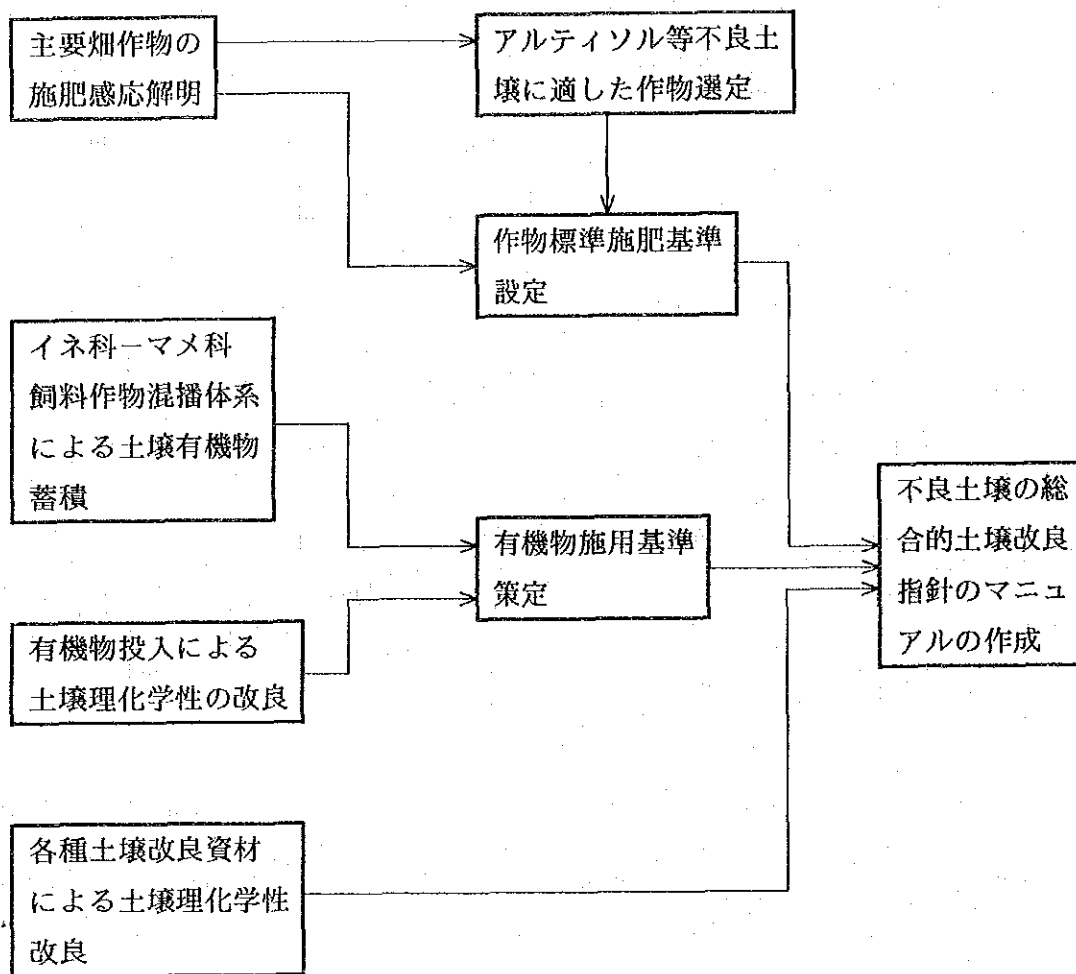 主要畑作物の
施肥感応解明
アルティソル等不良土
壌に適した作物選定
作物標準施肥基準
設定
イネ科－マメ科
飼料作物混播体系
による土壌有機物
蓄積
有機物施用基準
策定
有機物投入による
土壌理化学性の改良
各種土壌改良資材
による土壌理化学性
改良
不良土壌の総
合的土壌改良
指針のマニュ
アルの作成